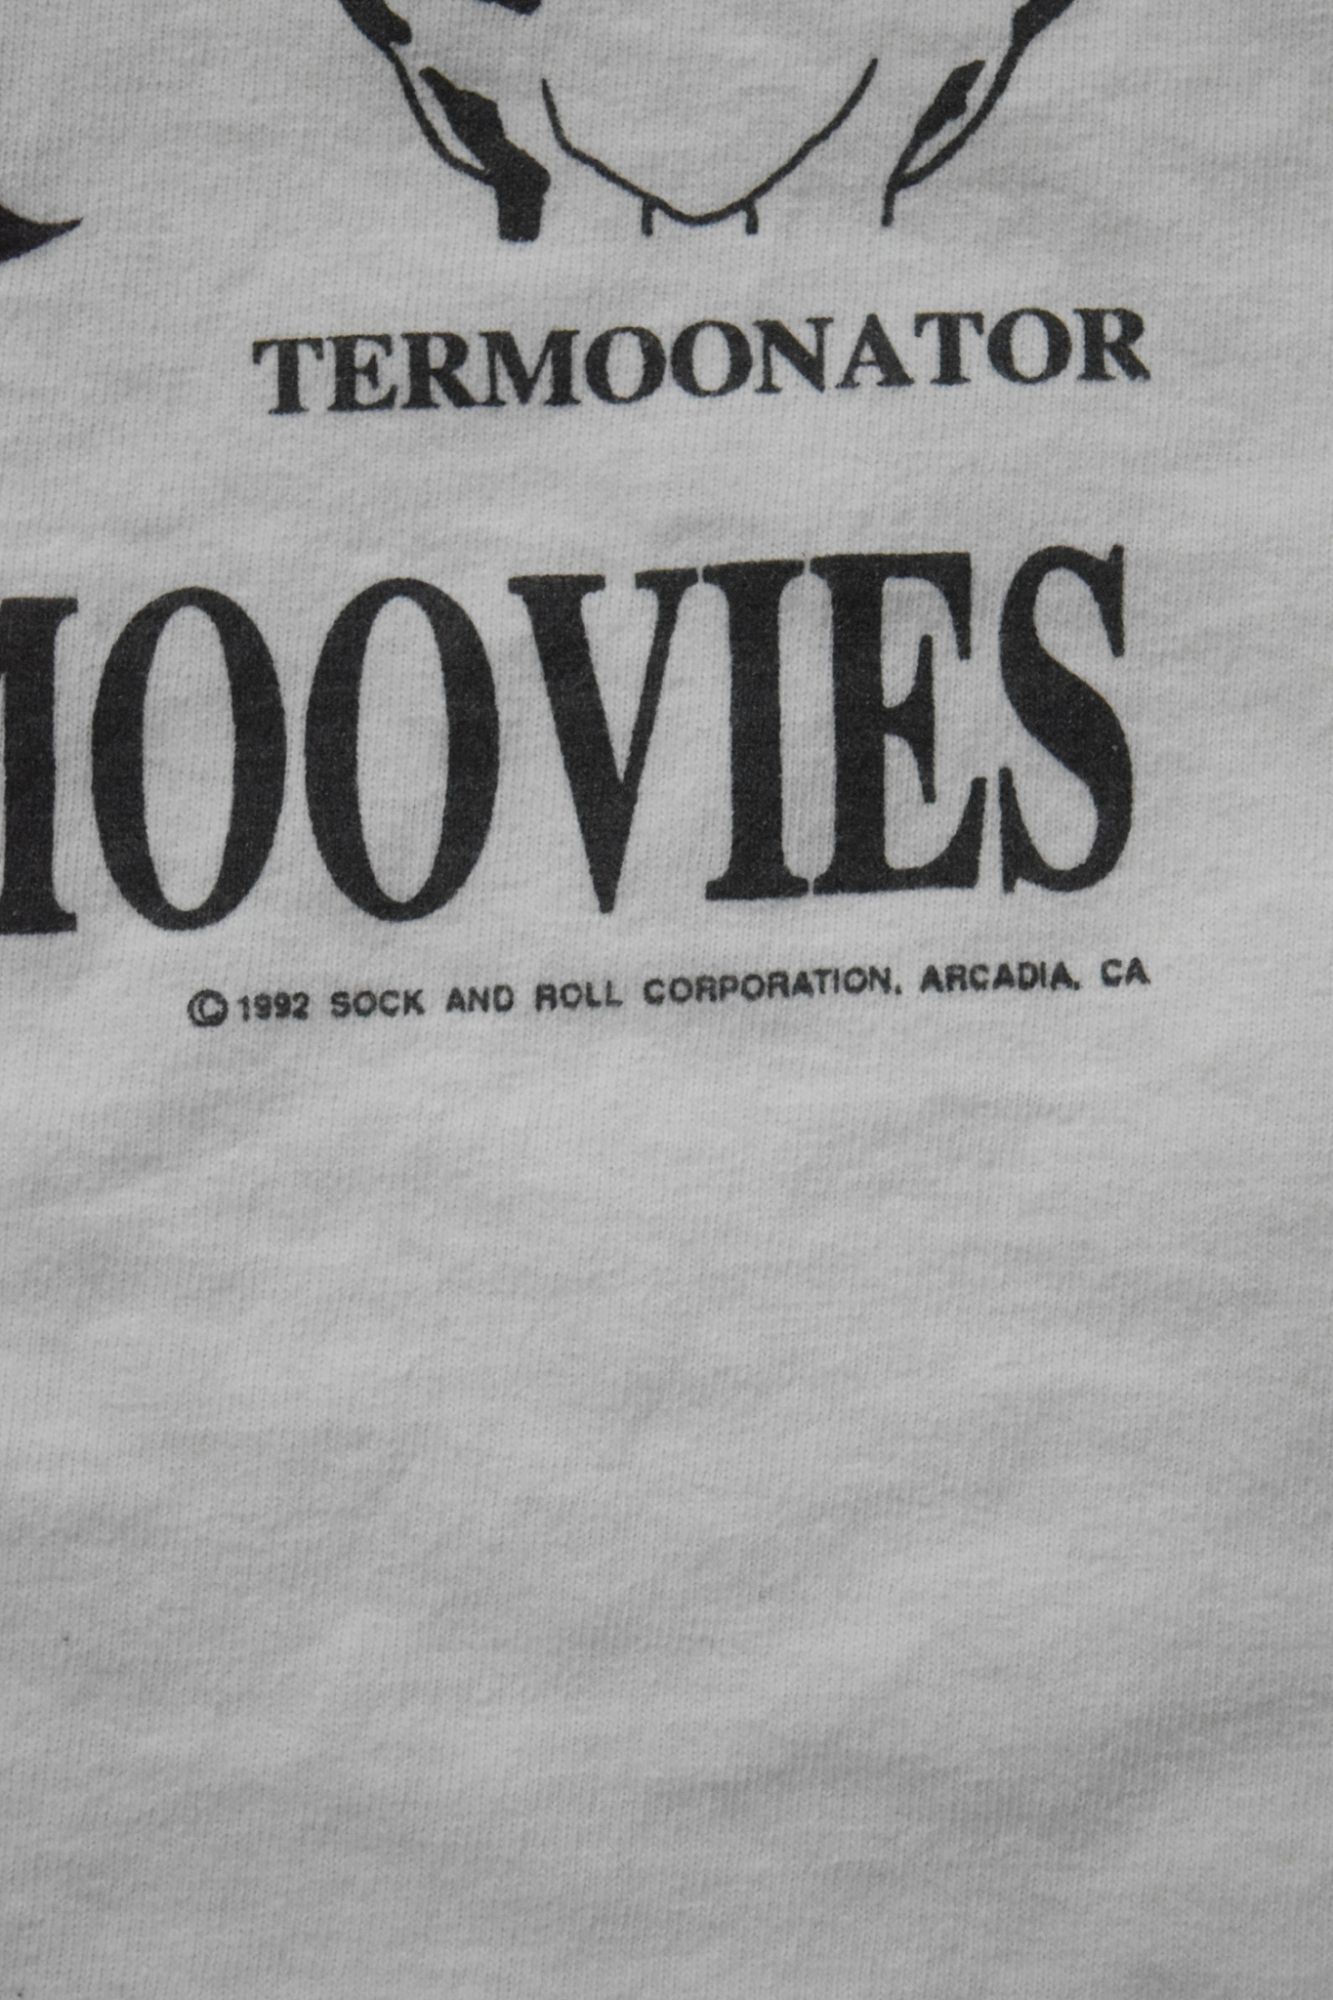 TERMOONATOR
MOOVIES
© 1992 SOCK AND ROLL CORPORATION, ARCADIA, CA